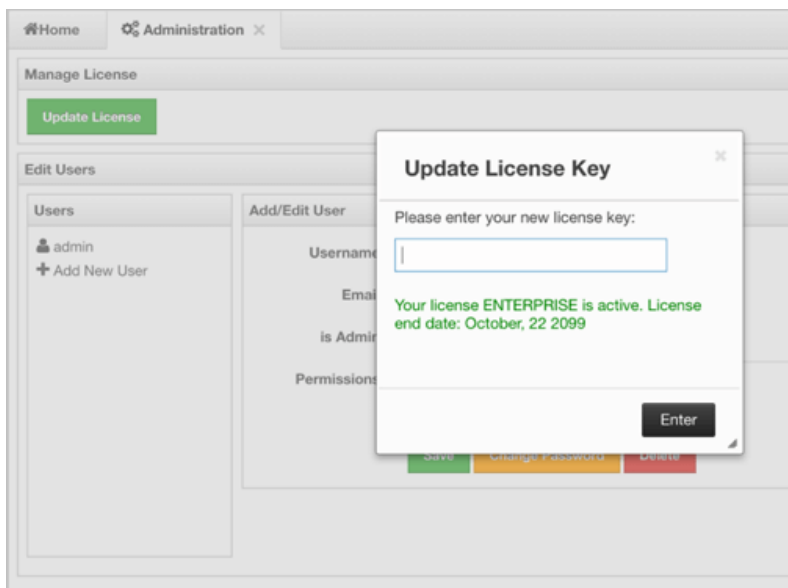 Home
Administration
Manage License
Update License
Edit Users
Users
admin
Add New User
Add/Edit User
Username
Emai
is Admin
Permissions
Save
Change Password
Delete
Update License Key
Please enter your new license key:
Your license ENTERPRISE is active. License
end date: October, 22 2099
Enter